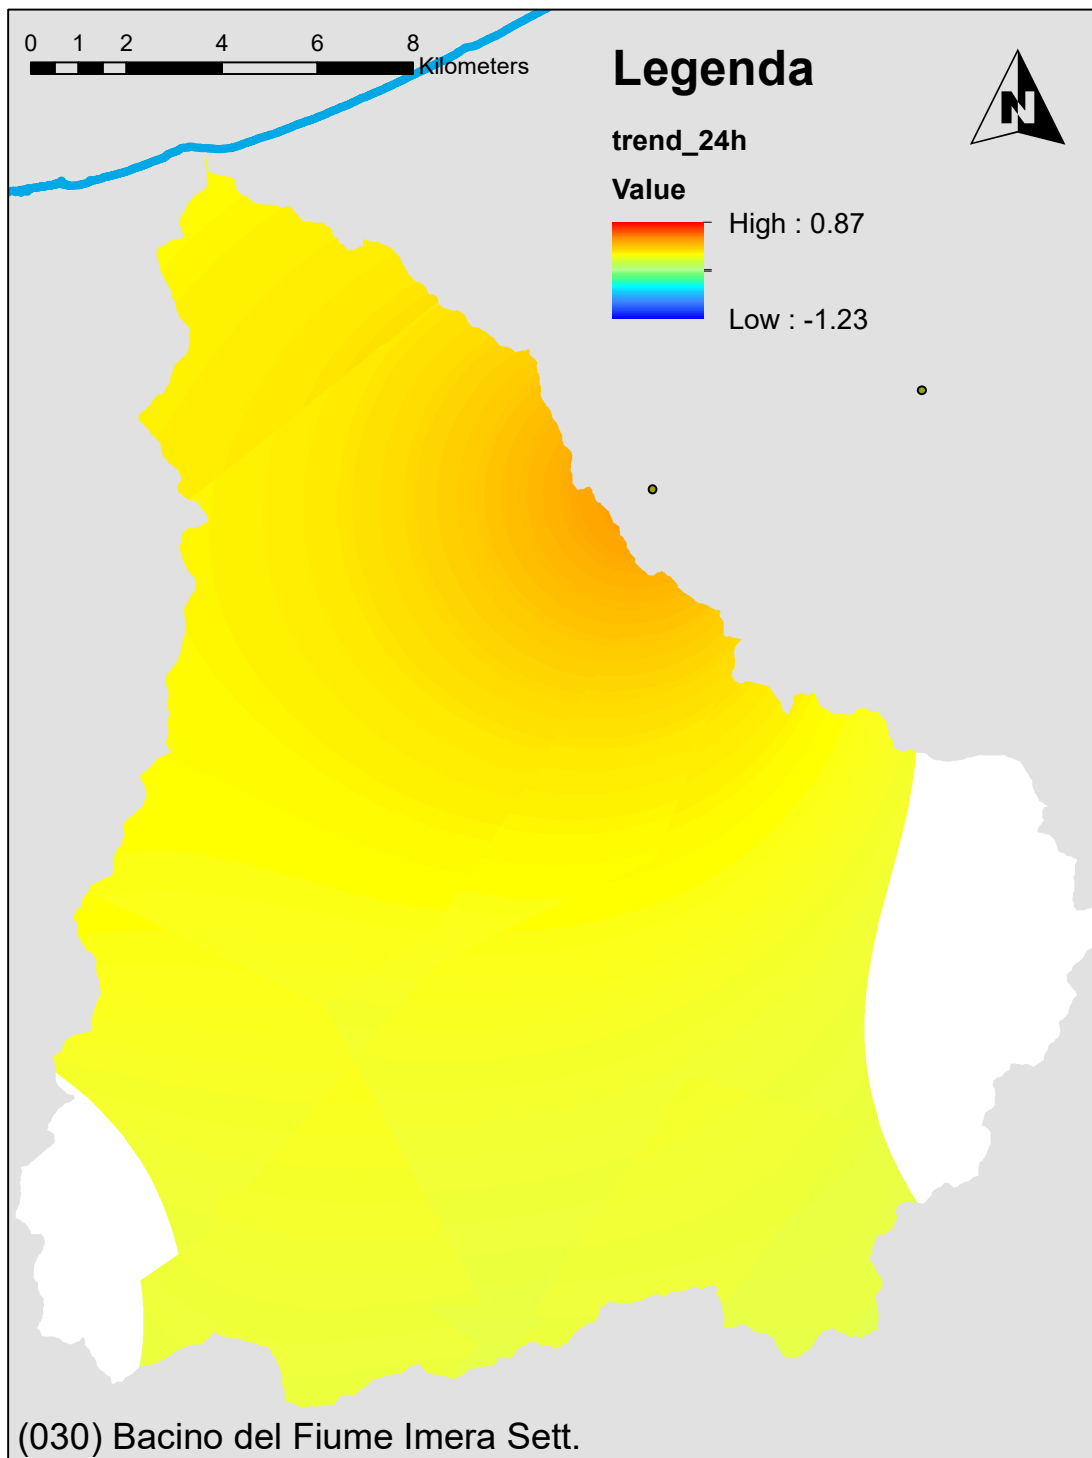 0 1 2 4 6 8
Kilometers
Legenda
N
trend_24h
Value
High : 0.87
Low : -1.23
(030) Bacino del Fiume Imera Sett.